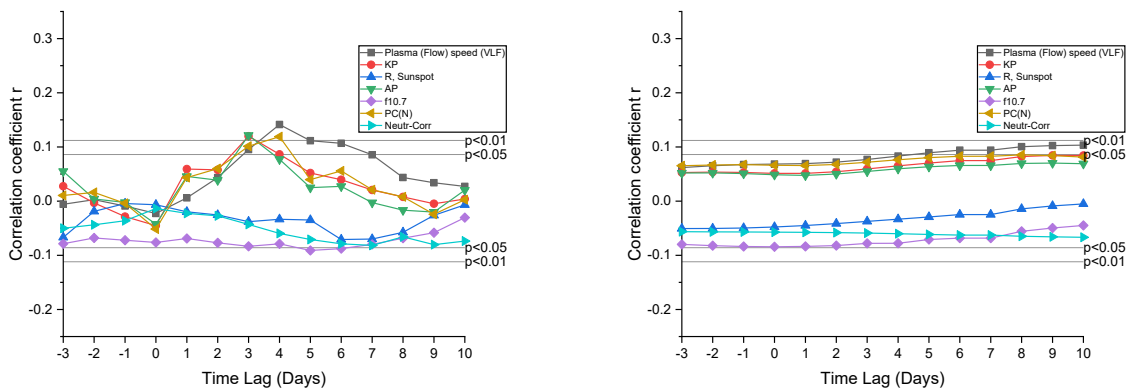 0.3
0.2
0.1
0.0
-0.1
-0.2
Correlation coefficient r
-3 -2 -1 0 1 2 3 4 5 6 7 8 9 10
Time Lag (Days)
Plasma (Flow) speed (VLF)
KP
R, Sunspot
AP
f10.7
PC(N)
Neutr-Corr
p<0.01
p<0.05
p<0.05
p<0.01
0.3
0.2
0.1
0.0
-0.1
-0.2
Correlation coefficient r
-3 -2 -1 0 1 2 3 4 5 6 7 8 9 10
Time Lag (Days)
Plasma (Flow) speed (VLF)
KP
R, Sunspot
AP
f10.7
PC(N)
Neutr-Corr
p<0.01
p<0.05
p<0.05
p<0.01